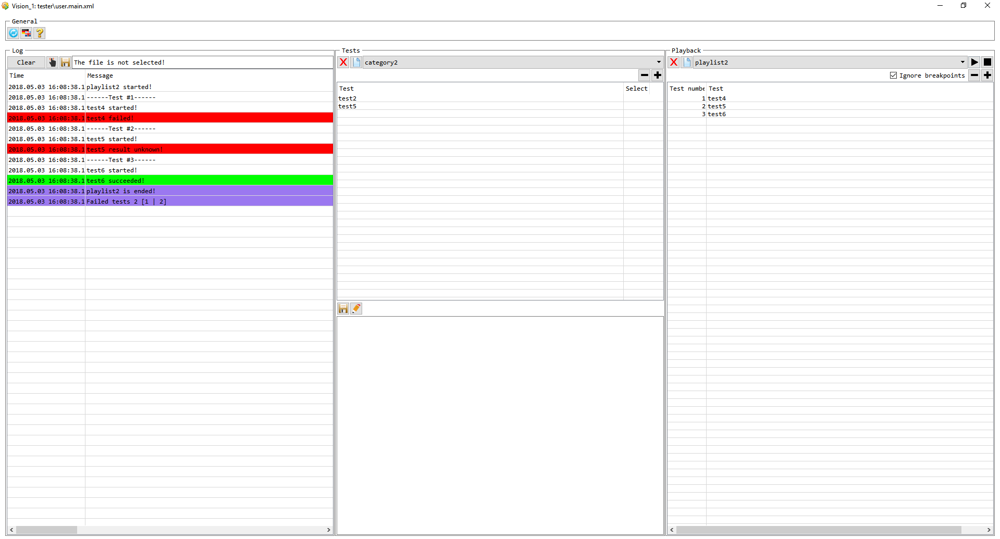 Vision_1: tester\user.main.xml
General
Log
Clear
The file is not selected!
Time Message
2018.05.03 16:08:38.1 playlist2 started!
2018.05.03 16:08:38.1 ------Test #1------
2018.05.03 16:08:38.1 test4 started!
2018.05.03 16:08:38.1 test4 failed!
2018.05.03 16:08:38.1 ------Test #2------
2018.05.03 16:08:38.1 test5 started!
2018.05.03 16:08:38.1 test5 result unknown!
2018.05.03 16:08:38.1 ------Test #3------
2018.05.03 16:08:38.1 test6 started!
2018.05.03 16:08:38.1 test6 succeeded!
2018.05.03 16:08:38.1 playlist2 is ended!
2018.05.03 16:08:38.1 Failed tests 2 [1 | 2]
Tests
category2
Test Select
test2
test5
Playback
playlist2
Ignore breakpoints
Test numbe Test
1 test4
2 test5
3 test6